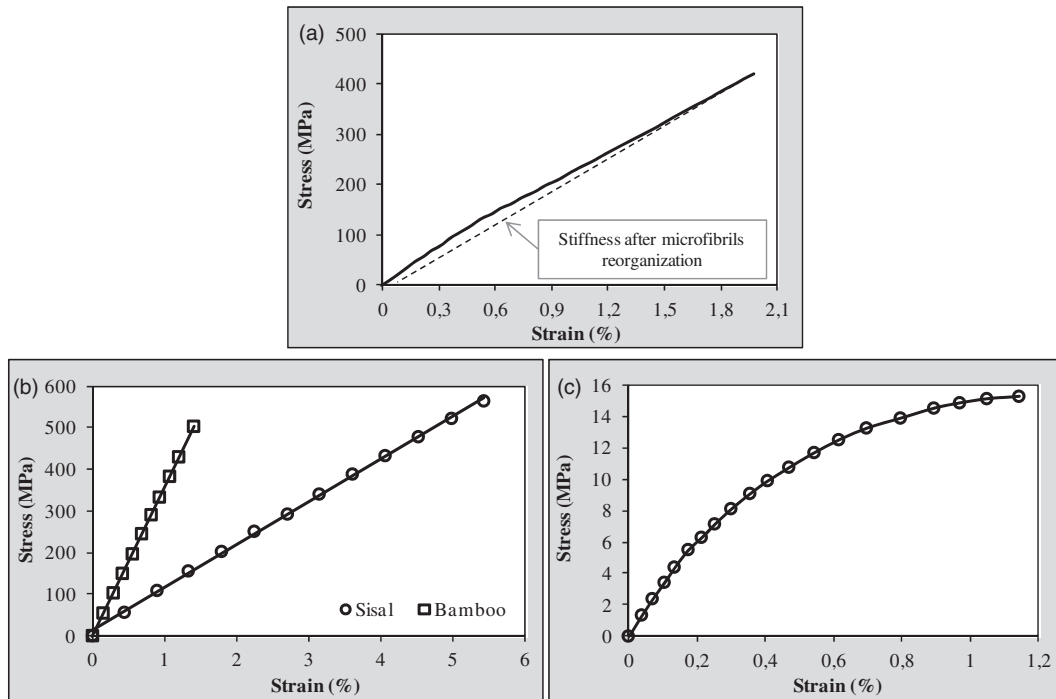 (a)
500
400
300
200
100
0
Stress (MPa)
Stiffness after microfibrils
reorganization
0 0,3 0,6 0,9 1,2 1,5 1,8 2,1
Strain (%)
(b)
600
500
400
300
200
100
0
Stress (MPa)
Sisal Bamboo
0 1 2 3 4 5 6
Strain (%)
(c)
16
14
12
10
8
6
4
2
0
Stress (MPa)
0 0,2 0,4 0,6 0,8 1 1,2
Strain (%)